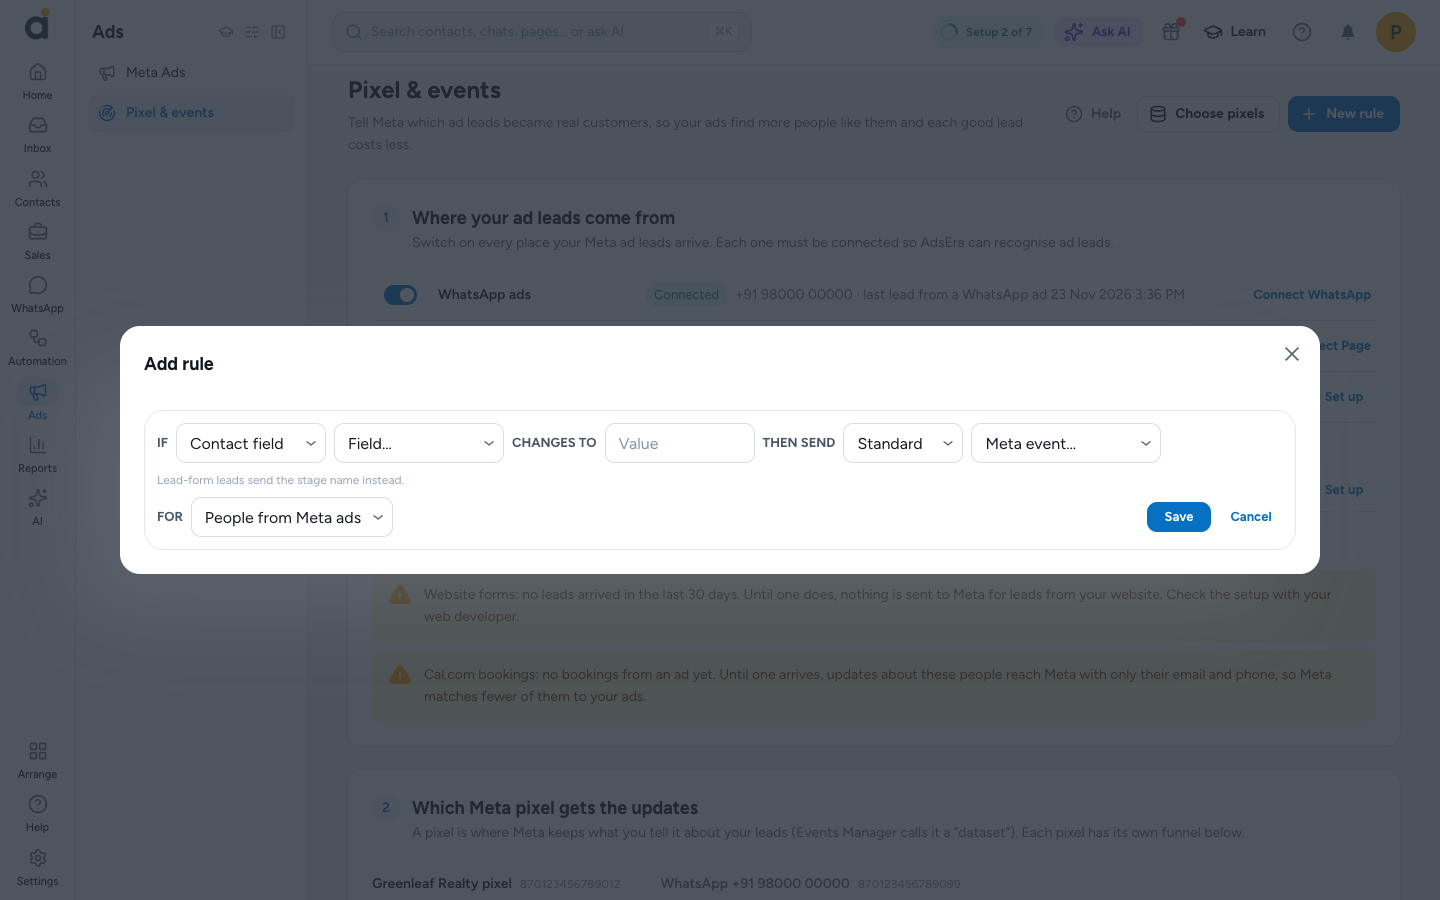 Ads
Search contacts, chats, pages... or ask AI
⌘K
Setup 2 of 7
Ask AI
Learn
P
Home
Inbox
Contacts
Sales
WhatsApp
Automation
Ads
Reports
AI
Arrange
Help
Settings
Meta Ads
Pixel & events
Pixel & events
Tell Meta which ad leads became real customers, so your ads find more people like them and each good lead
costs less.
Help
Choose pixels
New rule
1
Where your ad leads come from
Switch on every place your Meta ad leads arrive. Each one must be connected so AdsEra can recognise ad leads.
WhatsApp ads
Connected
+91 98000 00000 · last lead from a WhatsApp ad 23 Nov 2026 3:36 PM
Connect WhatsApp
Page
Set up
Set up
Add rule
IF
Contact field
Field...
CHANGES TO
Value
THEN SEND
Standard
Meta event...
Lead-form leads send the stage name instead.
FOR
People from Meta ads
Save
Cancel
Website forms: no leads arrived in the last 30 days. Until one does, nothing is sent to Meta for leads from your website. Check the setup with your
web developer.
Cal.com bookings: no bookings from an ad yet. Until one arrives, updates about these people reach Meta with only their email and phone, so Meta
matches fewer of them to your ads.
2
Which Meta pixel gets the updates
A pixel is where Meta keeps what you tell it about your leads (Events Manager calls it a "dataset"). Each pixel has its own funnel below.
Greenleaf Realty pixel 870123456789012
WhatsApp +91 98000 00000 870123456789099